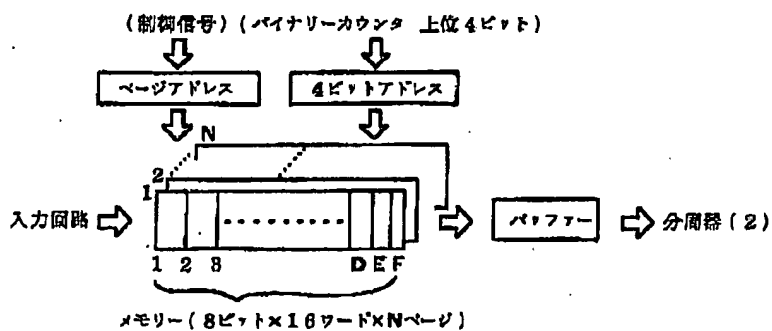 (制御信号) (バイナリーカウンタ 上位4ビット)
ページアドレス 4ビットアドレス
N
2
1
入力回路 バッファー 分周器(2)
1 2 3 D E F
メモリー(8ビット×16ワード×Nページ)